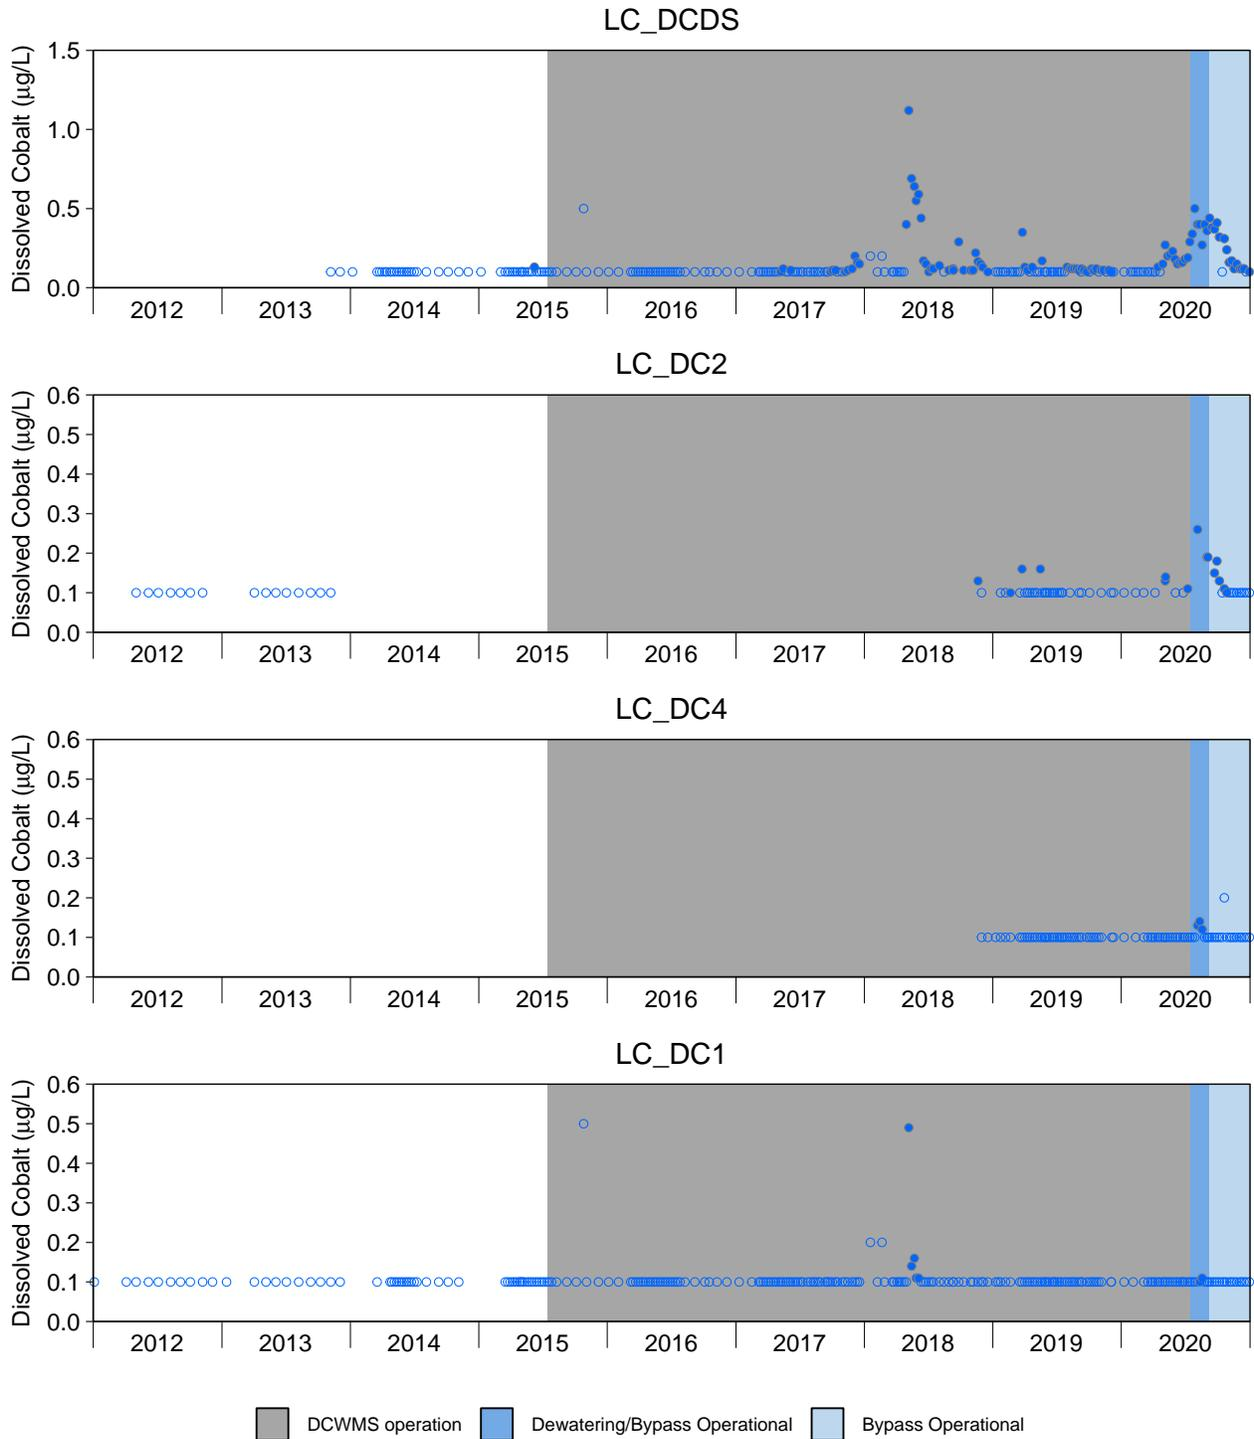 LC_DCDS
Dissolved Cobalt (µg/L)
1.5
1.0
0.5
0.0
2012 2013 2014 2015 2016 2017 2018 2019 2020
LC_DC2
Dissolved Cobalt (µg/L)
0.6
0.5
0.4
0.3
0.2
0.1
0.0
2012 2013 2014 2015 2016 2017 2018 2019 2020
LC_DC4
Dissolved Cobalt (µg/L)
0.6
0.5
0.4
0.3
0.2
0.1
0.0
2012 2013 2014 2015 2016 2017 2018 2019 2020
LC_DC1
Dissolved Cobalt (µg/L)
0.6
0.5
0.4
0.3
0.2
0.1
0.0
2012 2013 2014 2015 2016 2017 2018 2019 2020
DCWMS operation Dewatering/Bypass Operational Bypass Operational